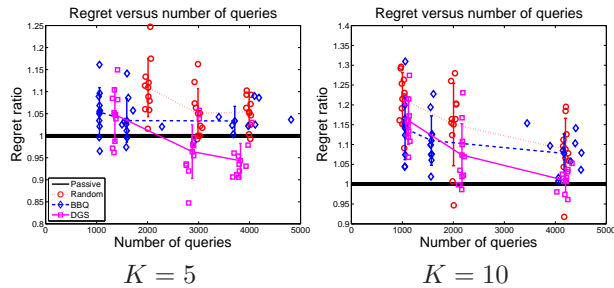 Regret versus number of queries
1.25
1.2
1.15
1.1
1.05
1
0.95
0.9
0.85
0.8
0 1000 2000 3000 4000 5000
Regret ratio
Number of queries
Passive
Random
BBQ
DGS
K = 5
Regret versus number of queries
1.4
1.35
1.3
1.25
1.2
1.15
1.1
1.05
1
0.95
0.9
0 1000 2000 3000 4000 5000
Regret ratio
Number of queries
K = 10